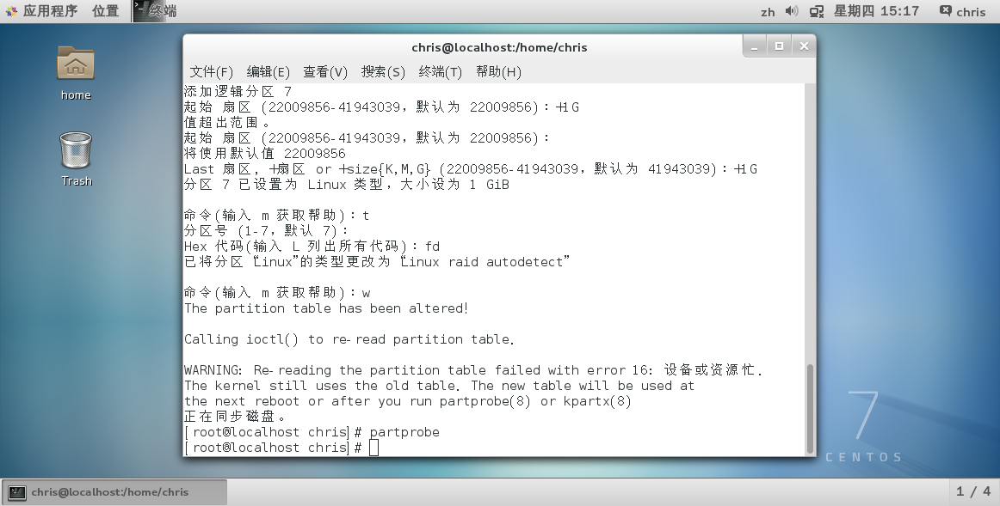 应用程序 位置 终端 zh 星期四 15:17 chris
home
Trash
chris@localhost:/home/chris
文件(F) 编辑(E) 查看(V) 搜索(S) 终端(T) 帮助(H)
添加逻辑分区 7
起始 扇区 (22009856-41943039，默认为 22009856)：+1G
值超出范围。
起始 扇区 (22009856-41943039，默认为 22009856)：
将使用默认值 22009856
Last 扇区, +扇区 or +size{K,M,G} (22009856-41943039，默认为 41943039)：+1G
分区 7 已设置为 Linux 类型，大小设为 1 GiB
命令(输入 m 获取帮助)：t
分区号 (1-7，默认 7)：
Hex 代码(输入 L 列出所有代码)：fd
已将分区“Linux”的类型更改为“Linux raid autodetect”
命令(输入 m 获取帮助)：w
The partition table has been altered!
Calling ioctl() to re-read partition table.
WARNING: Re-reading the partition table failed with error 16: 设备或资源忙.
The kernel still uses the old table. The new table will be used at
the next reboot or after you run partprobe(8) or kpartx(8)
正在同步磁盘。
[root@localhost chris]# partprobe
[root@localhost chris]#
7
CENTOS
chris@localhost:/home/chris 1 / 4